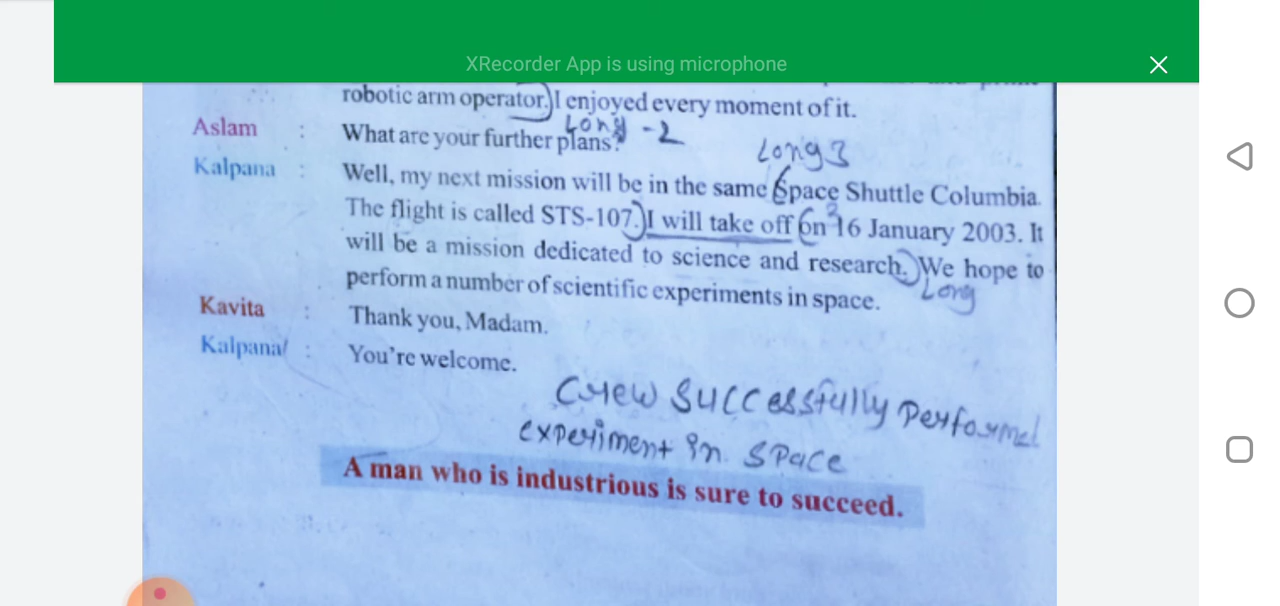 XRecorder App is using microphone
robotic arm operator. I enjoyed every moment of it.
Long -2
Aslam : What are your further plans?
Long 3
Kalpana : Well, my next mission will be in the same Space Shuttle Columbia.
The flight is called STS-107. I will take off on 16 January 2003. It
will be a mission dedicated to science and research. We hope to
Long
perform a number of scientific experiments in space.
Kavita : Thank you, Madam.
Kalpana : You're welcome.
Crew successfully Performed
experiment in space
A man who is industrious is sure to succeed.